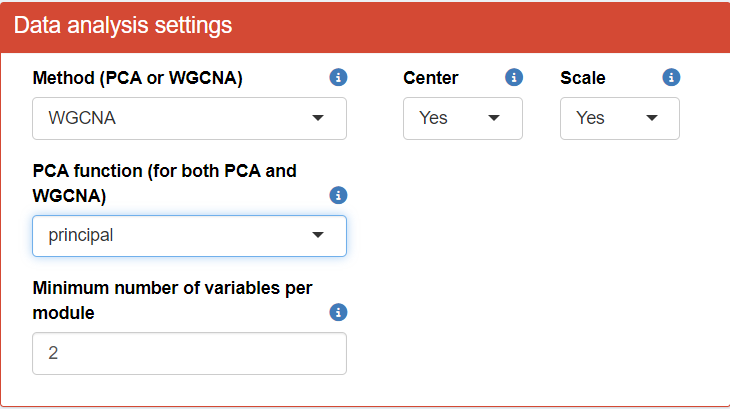 Data analysis settings
Method (PCA or WGCNA)
Center
Scale
WGCNA
Yes
Yes
PCA function (for both PCA and
WGCNA)
principal
Minimum number of variables per
module
2